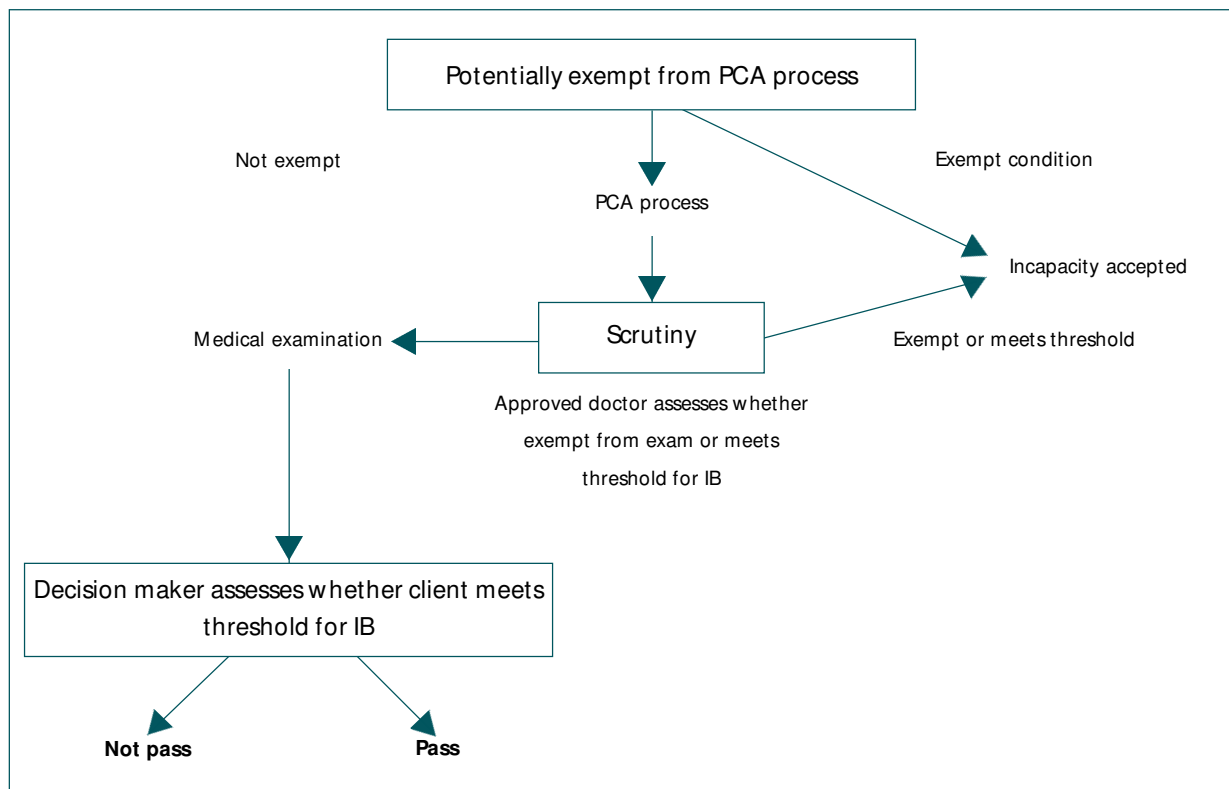 Potentially exempt from PCA process
Not exempt
Exempt condition
PCA process
Incapacity accepted
Medical examination
Scrutiny
Exempt or meets threshold
Approved doctor assesses whether
exempt from exam or meets
threshold for IB
Decision maker assesses whether client meets
threshold for IB
Not pass
Pass